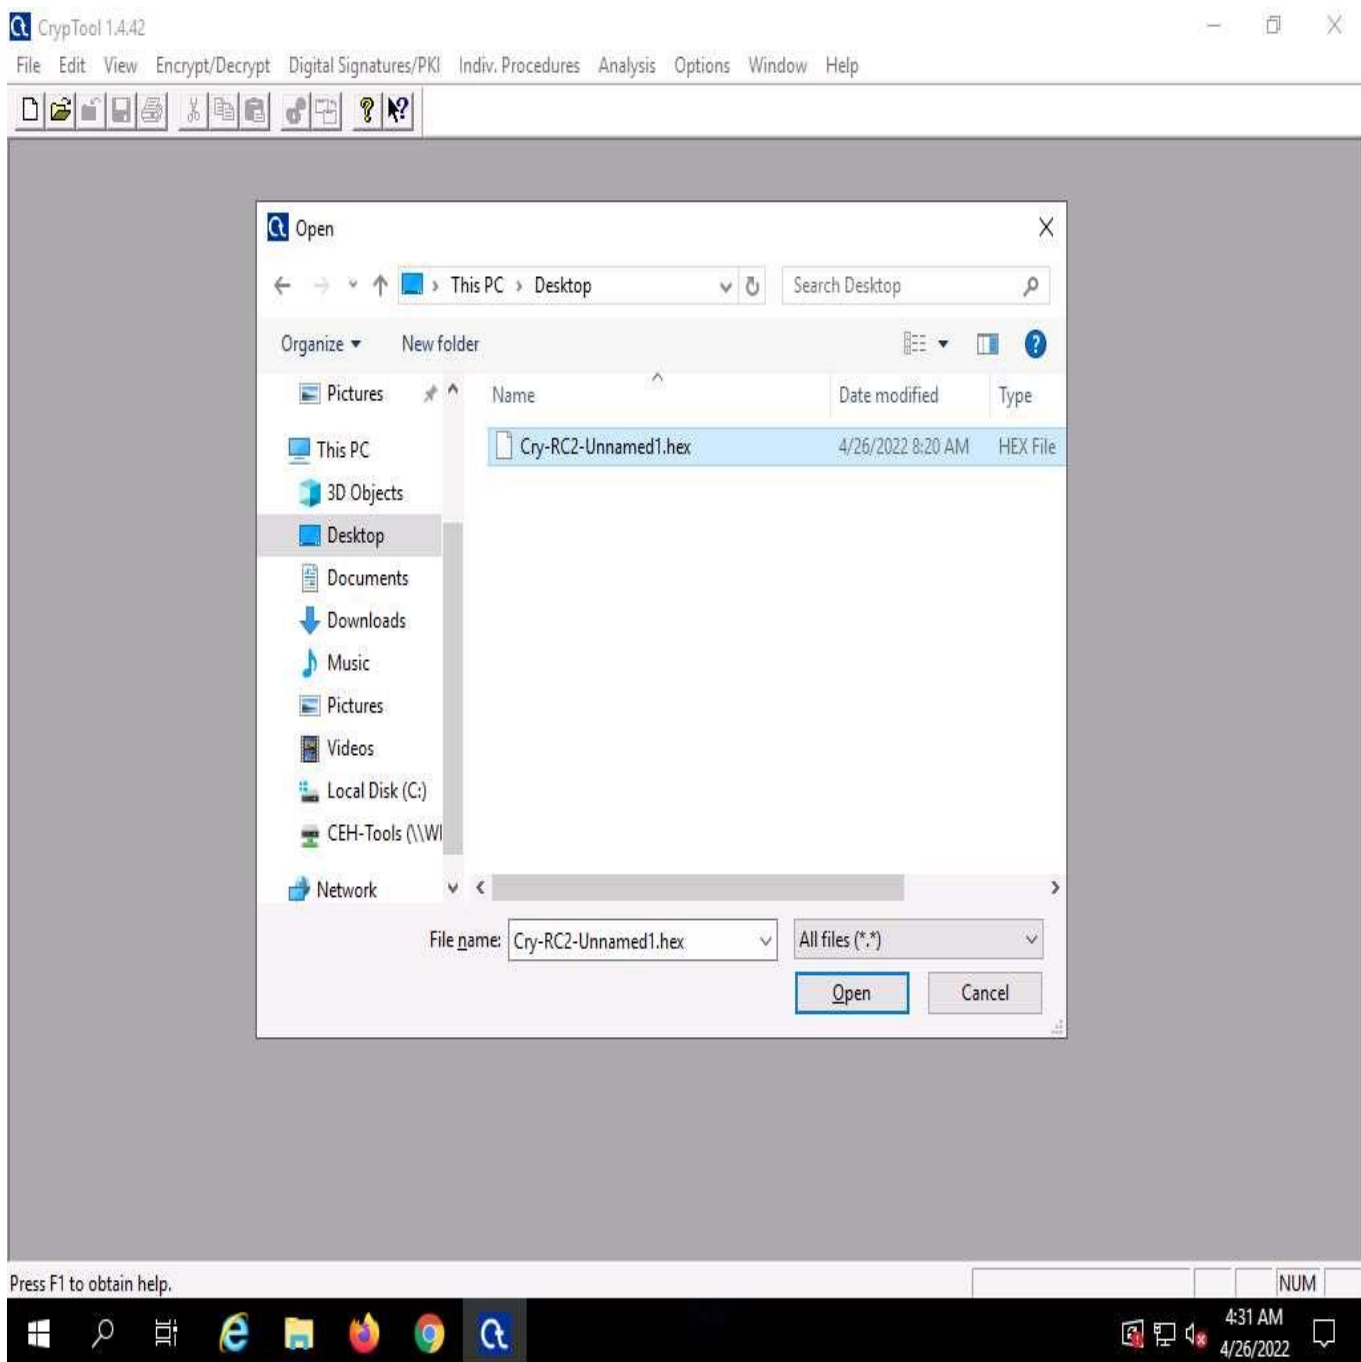 CrypTool 1.4.42
File Edit View Encrypt/Decrypt Digital Signatures/PKI Indiv. Procedures Analysis Options Window Help
Open
This PC › Desktop
Search Desktop
Organize New folder
Pictures
Name Date modified Type
This PC
Cry-RC2-Unnamed1.hex 4/26/2022 8:20 AM HEX File
3D Objects
Desktop
Documents
Downloads
Music
Pictures
Videos
Local Disk (C:)
CEH-Tools (\\WI
Network
File name: Cry-RC2-Unnamed1.hex All files (*.*)
Open Cancel
Press F1 to obtain help.
NUM
4:31 AM
4/26/2022